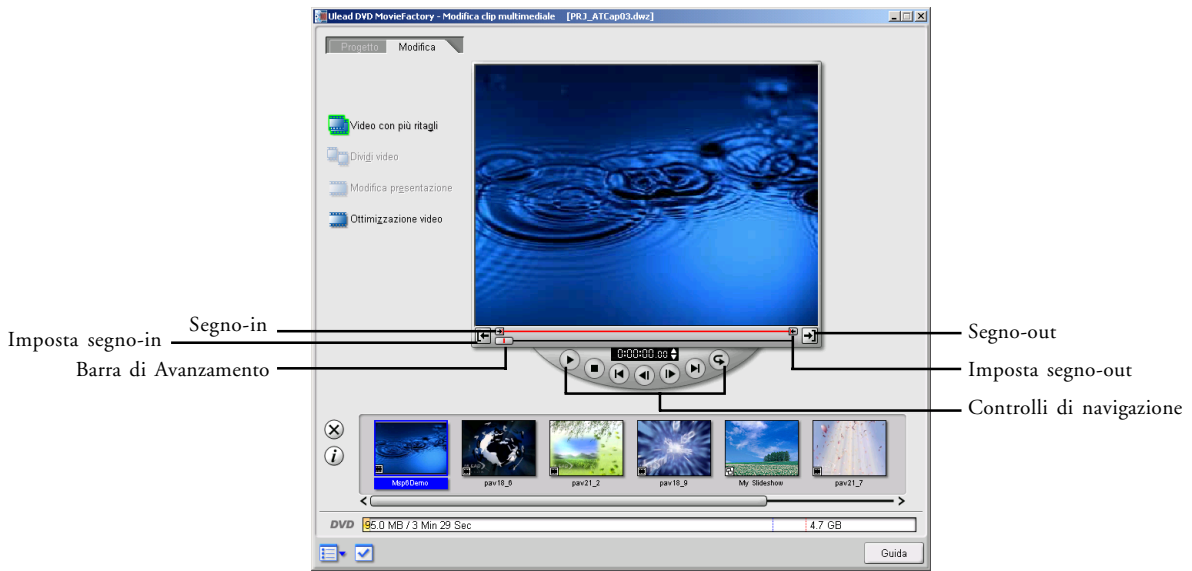 Ulead DVD MovieFactory - Modifica clip multimediale [PRJ_ATCap03.dwz]
Progetto Modifica
Video con più ritagli
Dividi video
Modifica presentazione
Ottimizzazione video
Segno-in
Imposta segno-in
Barra di Avanzamento
Segno-out
Imposta segno-out
Controlli di navigazione
0:00:00.00
Msp6Demo pav18_6 pav21_2 pav18_9 My Slideshow pav21_7
DVD 95.0 MB / 3 Min 29 Sec 4.7 GB
Guida